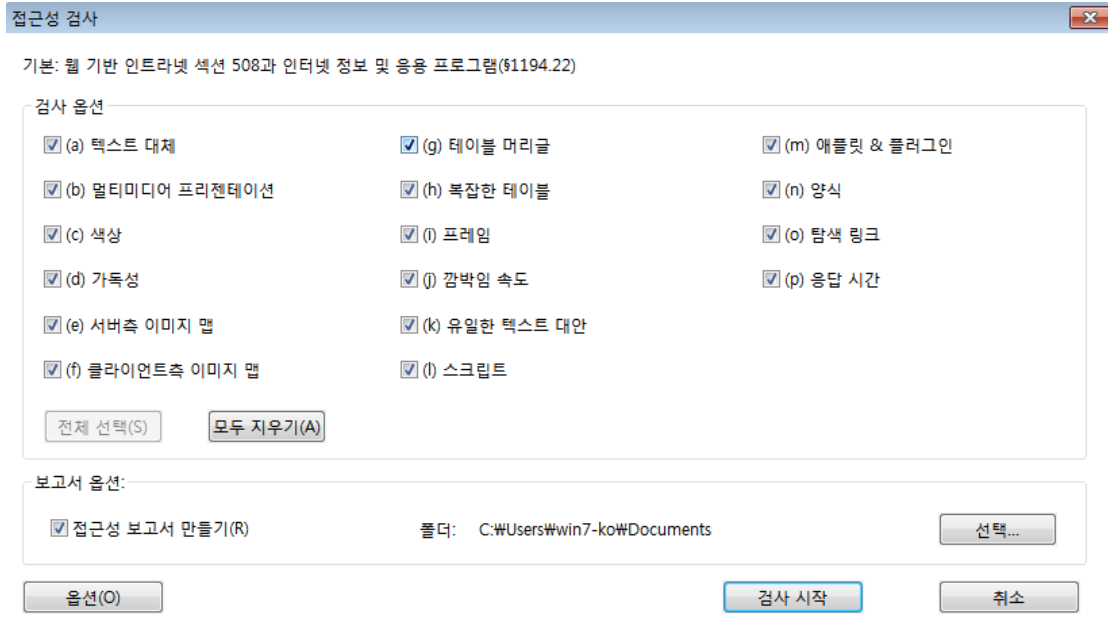 접근성 검사
기본: 웹 기반 인트라넷 섹션 508과 인터넷 정보 및 응용 프로그램(§1194.22)
검사 옵션
(a) 텍스트 대체
(b) 멀티미디어 프리젠테이션
(c) 색상
(d) 가독성
(e) 서버측 이미지 맵
(f) 클라이언트측 이미지 맵
(g) 테이블 머리글
(h) 복잡한 테이블
(i) 프레임
(j) 깜박임 속도
(k) 유일한 텍스트 대안
(l) 스크립트
(m) 애플릿 & 플러그인
(n) 양식
(o) 탐색 링크
(p) 응답 시간
전체 선택(S)
모두 지우기(A)
보고서 옵션:
접근성 보고서 만들기(R)
폴더: C:₩Users₩win7-ko₩Documents
선택...
옵션(O)
검사 시작
취소